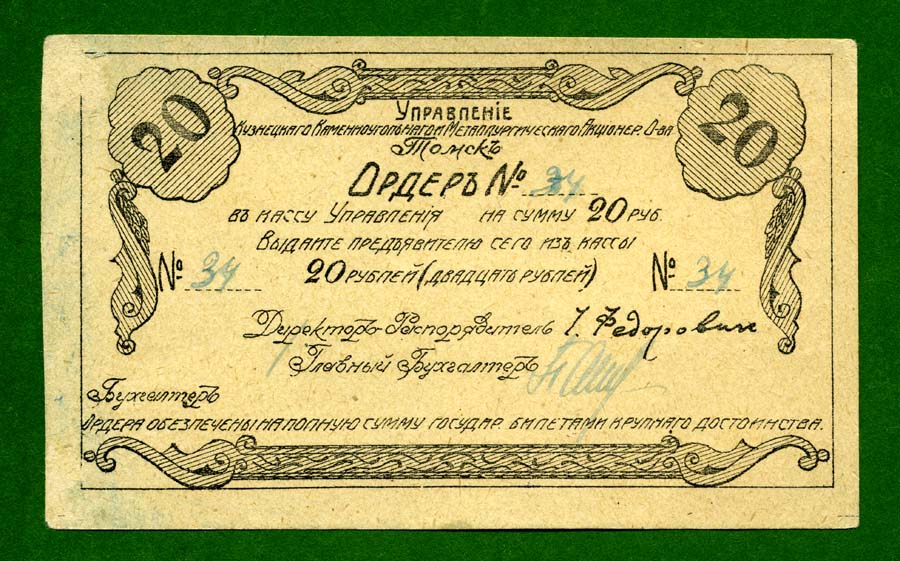 20 20
УПРАВЛЕНІЕ
КУЗНЕЦКГО КАМЕННОУГОЛЬНАГО И МЕТАЛЛУРГИЧЕСКАГО АКЦІОНЕР. О-ВА
Томскъ
ОРДЕРЪ № 34
ВЪ КАССУ УПРАВЛЕНІЯ НА СУММУ 20 РУБ.
ВЫДАЙТЕ ПРЕДЪЯВИТЕЛЮ СЕГО ИЗЪ КАССЫ
№ 34 20 РУБЛЕЙ (ДВАДЦАТЬ РУБЛЕЙ) № 34
Директоръ Распорядитель І. Федоровичъ
Главный Бухгалтеръ
Бухгалтеръ
ОРДЕРА ОБЕЗПЕЧЕНЫ НА ПОЛНУЮ СУММУ ГОСУДАР. БИЛЕТАМИ КРУПНАГО ДОСТОИНСТВА.